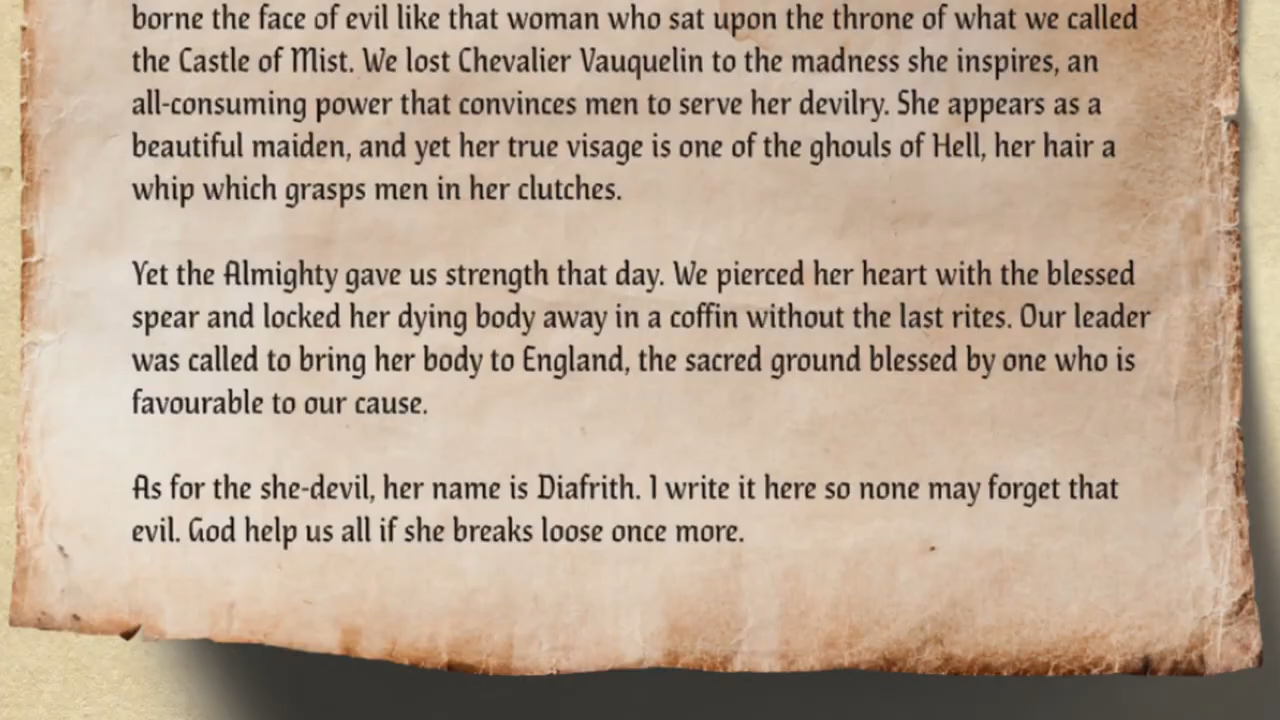 borne the face of evil like that woman who sat upon the throne of what we called
the Castle of Mist. We lost Chevalier Vauquelin to the madness she inspires, an
all-consuming power that convinces men to serve her devilry. She appears as a
beautiful maiden, and yet her true visage is one of the ghouls of Hell, her hair a
whip which grasps men in her clutches.
Yet the Almighty gave us strength that day. We pierced her heart with the blessed
spear and locked her dying body away in a coffin without the last rites. Our leader
was called to bring her body to England, the sacred ground blessed by one who is
favourable to our cause.
As for the she-devil, her name is Diafrith. I write it here so none may forget that
evil. God help us all if she breaks loose once more.